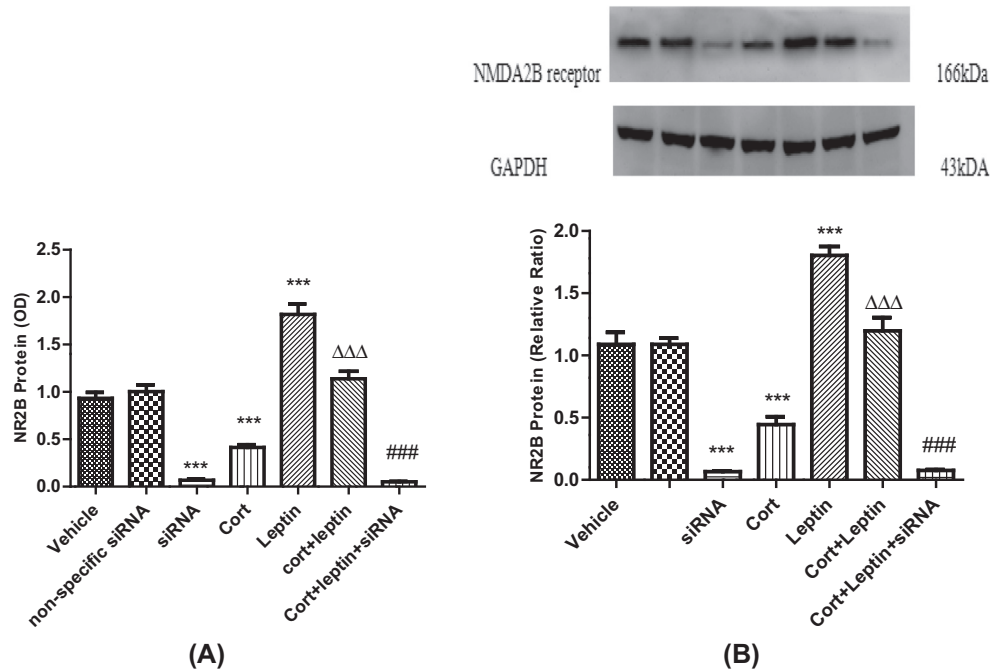 NMDA2B receptor 166kDa
GAPDH 43kDA
NR2B Protein (OD)
2.5
2.0
1.5
1.0
0.5
0.0
***
***
***
ΔΔΔ
###
Vehicle
non-specific siRNA
siRNA
Cort
Leptin
cort+leptin
Cort+leptin+siRNA
(A)
NR2B Protein (Relative Ratio)
2.0
1.5
1.0
0.5
0.0
***
***
***
ΔΔΔ
###
Vehicle
siRNA
Cort
Leptin
Cort+Leptin
Cort+Leptin+siRNA
(B)